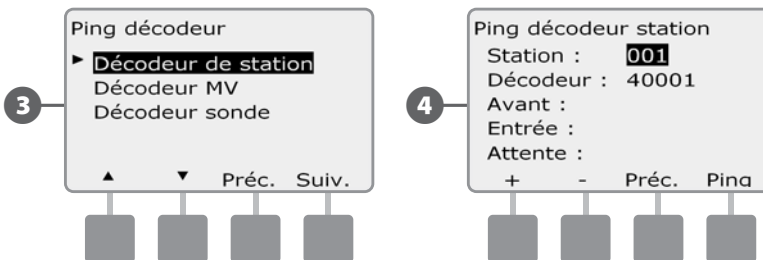 3
Ping décodeur
► Décodeur de station
Décodeur MV
Décodeur sonde
▲ ▼ Préc. Suiv.
4
Ping décodeur station
Station : 001
Décodeur : 40001
Avant :
Entrée :
Attente :
+ - Préc. Ping